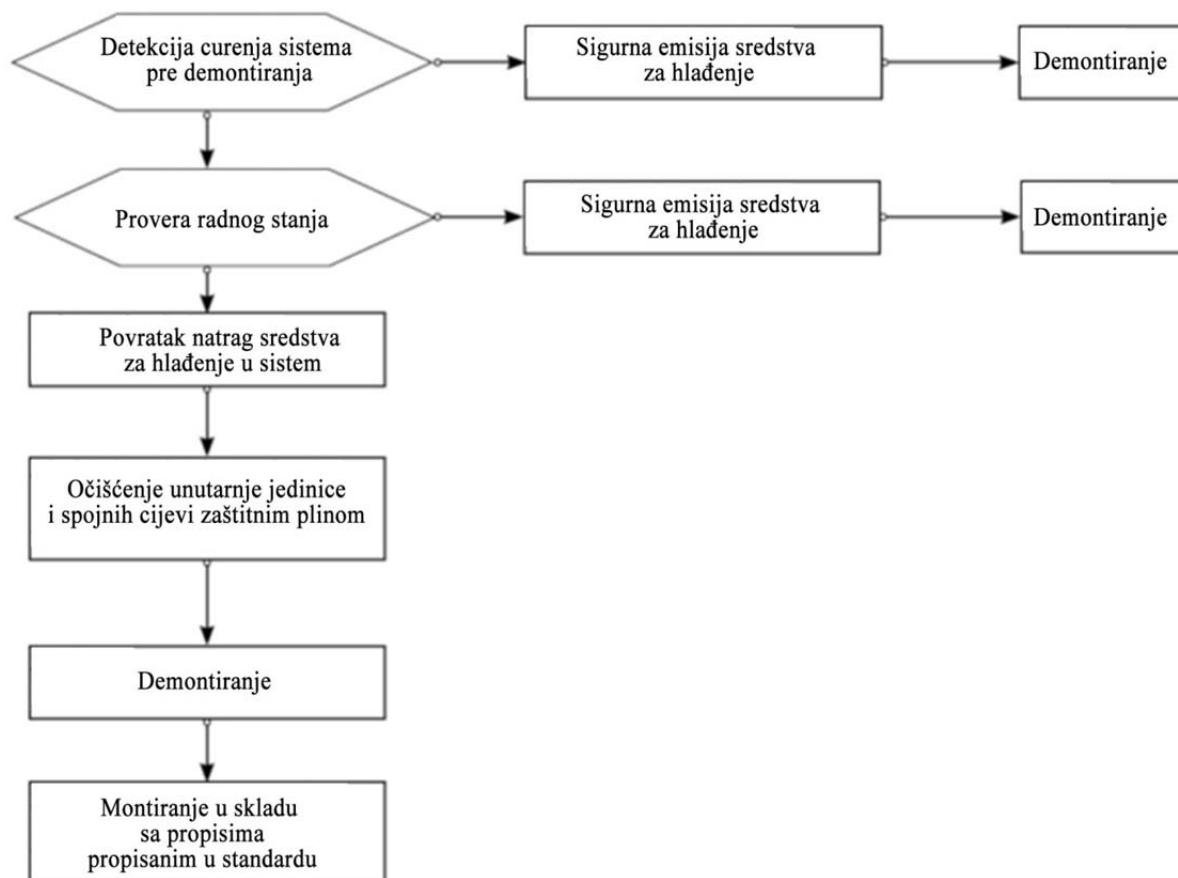 Detekcija curenja sistema
pre demontiranja
Sigurna emisija sredstva
za hlađenje
Demontiranje
Provera radnog stanja
Sigurna emisija sredstva
za hlađenje
Demontiranje
Povratak natrag sredstva
za hlađenje u sistem
Očišćenje unutarnje jedinice
i spojnih cijevi zaštitnim plinom
Demontiranje
Montiranje u skladu
sa propisima
propisanim u standardu